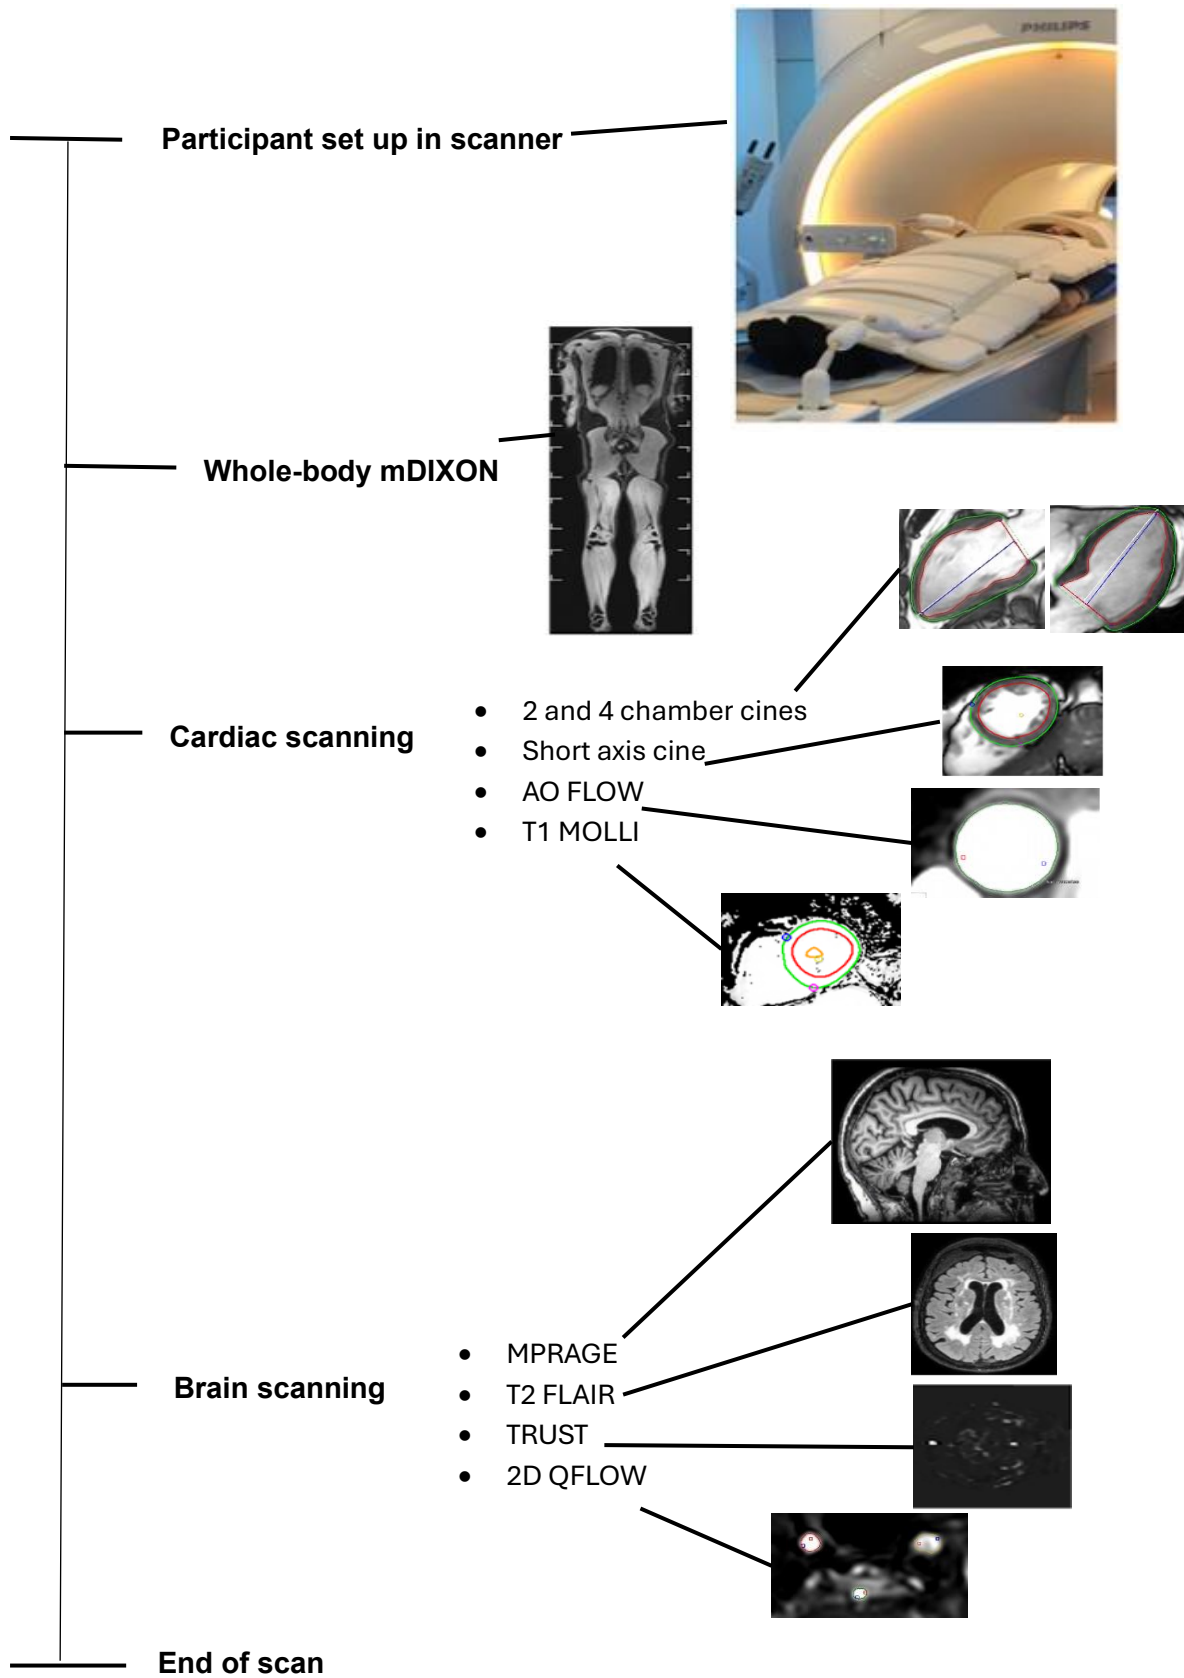 PHILIPS
Participant set up in scanner
Whole-body mDIXON
Cardiac scanning
• 2 and 4 chamber cines
• Short axis cine
• AO FLOW
• T1 MOLLI
Brain scanning
• MPRAGE
• T2 FLAIR
• TRUST
• 2D QFLOW
End of scan